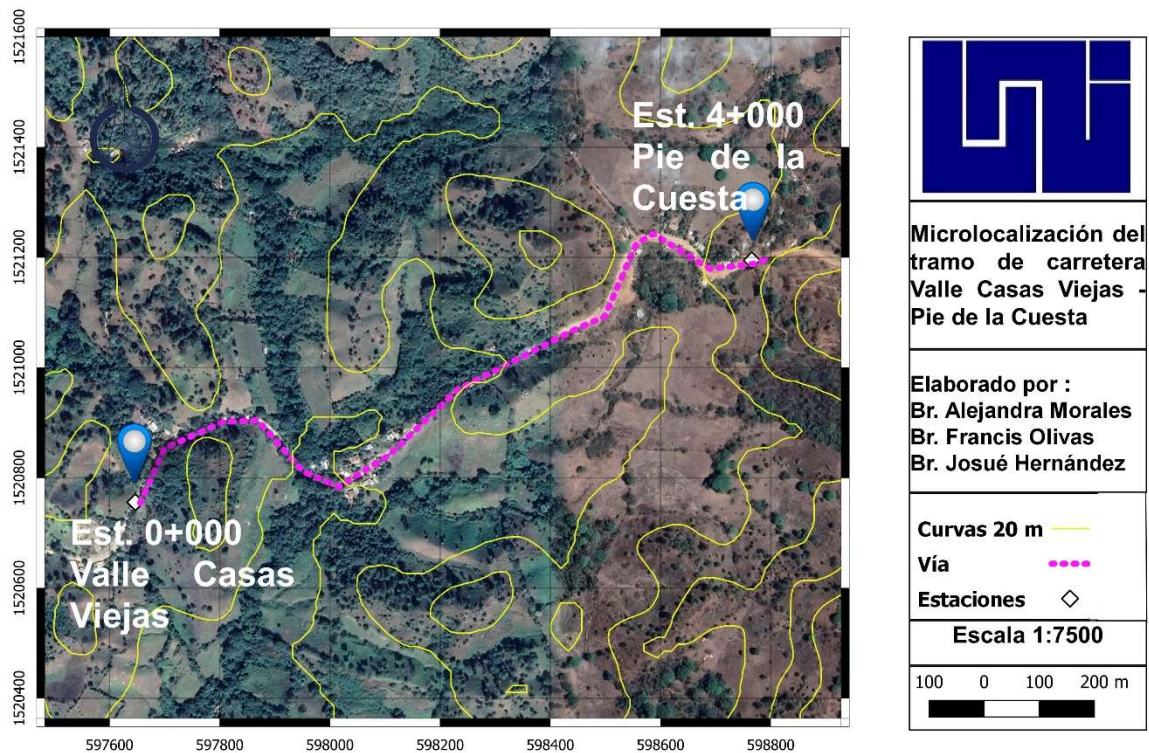 1521600
1521400
1521200
1521000
1520800
1520600
1520400
597600
597800
598000
598200
598400
598600
598800
Est. 4+000
Pie de la
Cuesta
Est. 0+000
Valle Casas
Viejas
Microlocalización del
tramo de carretera
Valle Casas Viejas -
Pie de la Cuesta
Elaborado por :
Br. Alejandra Morales
Br. Francis Olivas
Br. Josué Hernández
Curvas 20 m
Vía
Estaciones
Escala 1:7500
100 0 100 200 m